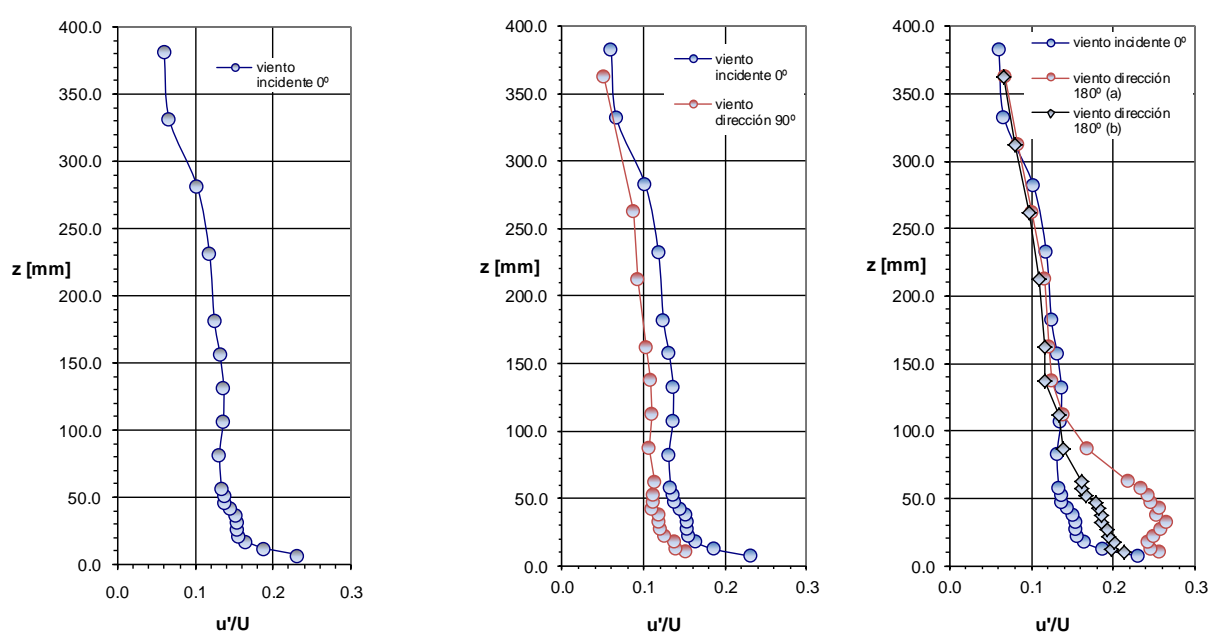 400.0
350.0
300.0
250.0
200.0
150.0
100.0
50.0
0.0
z [mm]
0.0 0.1 0.2 0.3
u'/U
viento
incidente 0º
400.0
350.0
300.0
250.0
200.0
150.0
100.0
50.0
0.0
z [mm]
0.0 0.1 0.2 0.3
u'/U
viento
incidente 0º
viento
dirección 90º
400.0
350.0
300.0
250.0
200.0
150.0
100.0
50.0
0.0
z [mm]
0.0 0.1 0.2 0.3
u'/U
viento incidente 0º
viento dirección
180º (a)
viento dirección
180º (b)